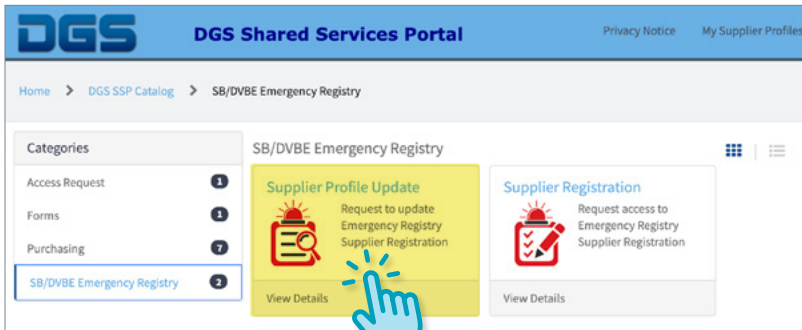 DGS
DGS Shared Services Portal
Privacy Notice
My Supplier Profiles
Home > DGS SSP Catalog > SB/DVBE Emergency Registry
Categories
Access Request 1
Forms 1
Purchasing 7
SB/DVBE Emergency Registry 2
SB/DVBE Emergency Registry
Supplier Profile Update
Request to update
Emergency Registry
Supplier Registration
View Details
Supplier Registration
Request access to
Emergency Registry
Supplier Registration
View Details